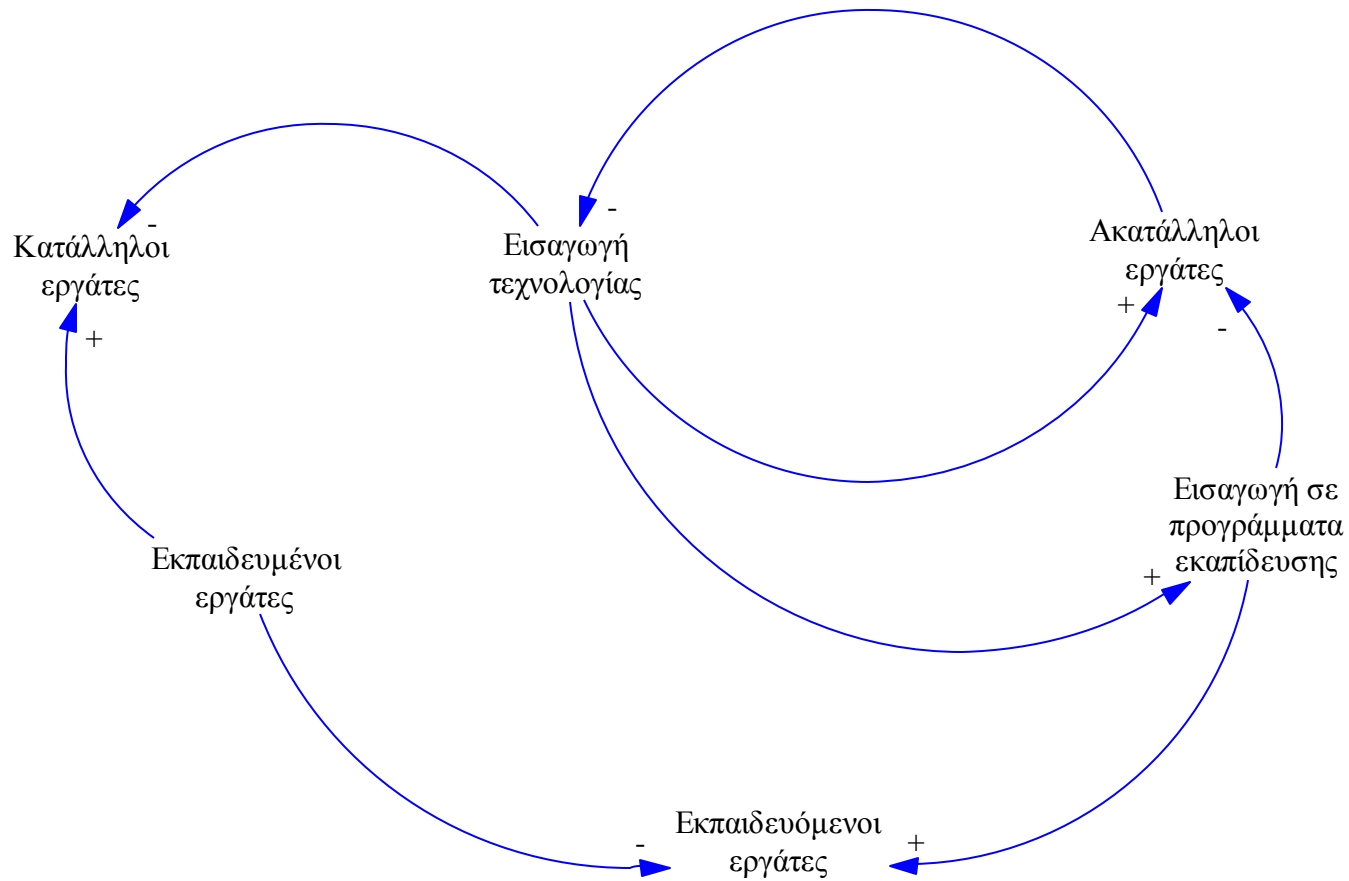 -
-
Κατάλληλοι
εργάτες
Εισαγωγή
τεχνολογίας
Ακατάλληλοι
εργάτες
+
-
+
Εισαγωγή σε
προγράμματα
εκαπίδευσης
+
Εκπαιδευμένοι
εργάτες
Εκπαιδευόμενοι
εργάτες
-
+